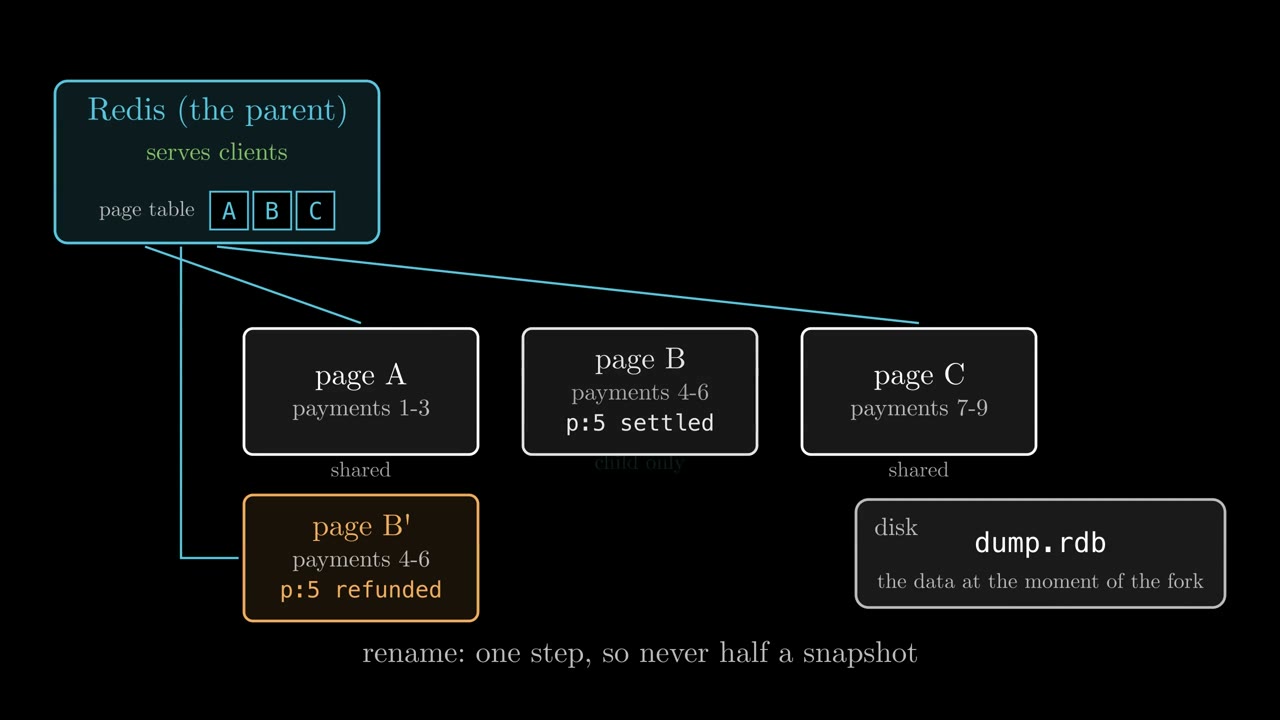 Redis (the parent)
serves clients
page table A B C
page A
payments 1-3
shared
page B
payments 4-6
p:5 settled
child only
page C
payments 7-9
shared
page B'
payments 4-6
p:5 refunded
disk
dump.rdb
the data at the moment of the fork
rename: one step, so never half a snapshot